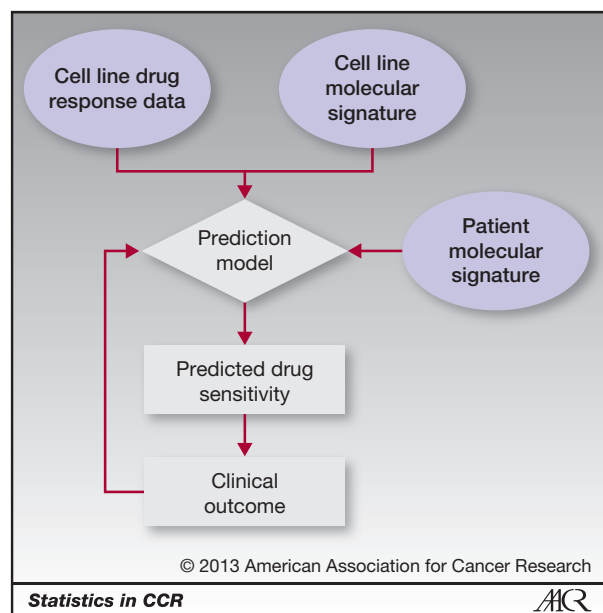 Cell line drug
response data
Cell line
molecular
signature
Prediction
model
Patient
molecular
signature
Predicted drug
sensitivity
Clinical
outcome
© 2013 American Association for Cancer Research
Statistics in CCR
AACR